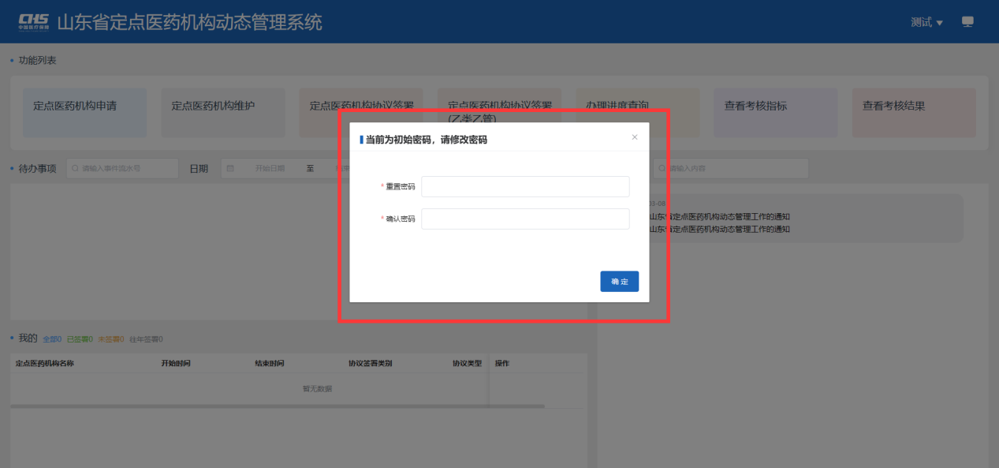 CHS
中国医疗保障
山东省定点医药机构动态管理系统
测试
功能列表
定点医药机构申请
定点医药机构维护
定点医药机构协议签署
定点医药机构协议签署
(乙类乙管)
办理进度查询
查看考核指标
查看考核结果
当前为初始密码，请修改密码
* 重置密码
* 确认密码
确 定
待办事项
请输入事件流水号
日期
开始日期
至
结束
请输入内容
03-08
山东省定点医药机构动态管理工作的通知
山东省定点医药机构动态管理工作的通知
我的 全部0 已签署0 未签署0 往年签署0
定点医药机构名称 开始时间 结束时间 协议签署类别 协议类型 操作
暂无数据